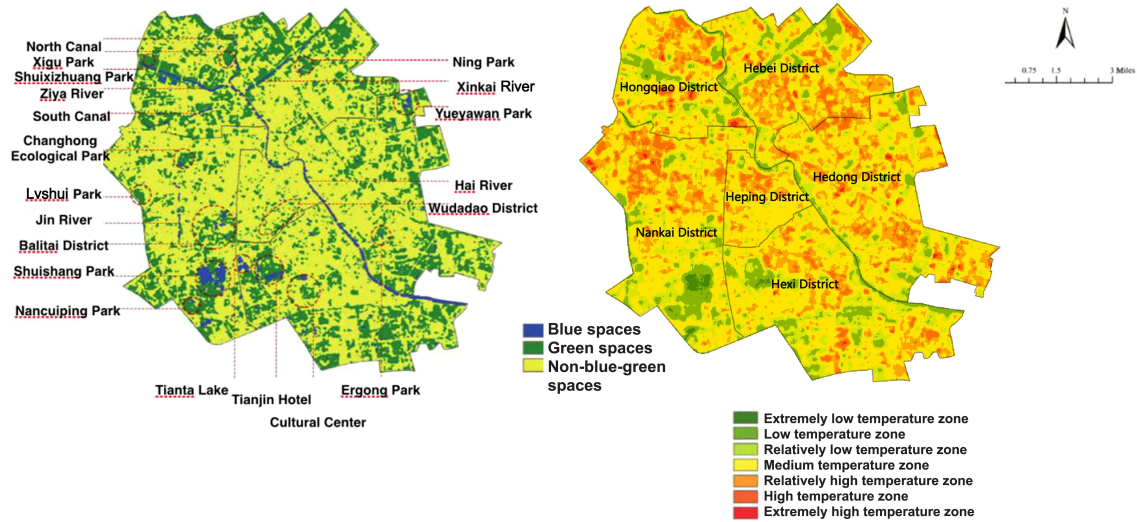 North Canal
Xigu Park
Shuixizhuang Park
Ziya River
South Canal
Changhong
Ecological Park
Lvshui Park
Jin River
Balitai District
Shuishang Park
Nancuiping Park
Ning Park
Xinkai River
Yueyawan Park
Hai River
Wudadao District
Tianta Lake
Tianjin Hotel
Cultural Center
Ergong Park
Blue spaces
Green spaces
Non-blue-green
spaces
Hebei District
Hongqiao District
Hedong District
Heping District
Nankai District
Hexi District
N
0.75 1.5 3 Miles
Extremely low temperature zone
Low temperature zone
Relatively low temperature zone
Medium temperature zone
Relatively high temperature zone
High temperature zone
Extremely high temperature zone